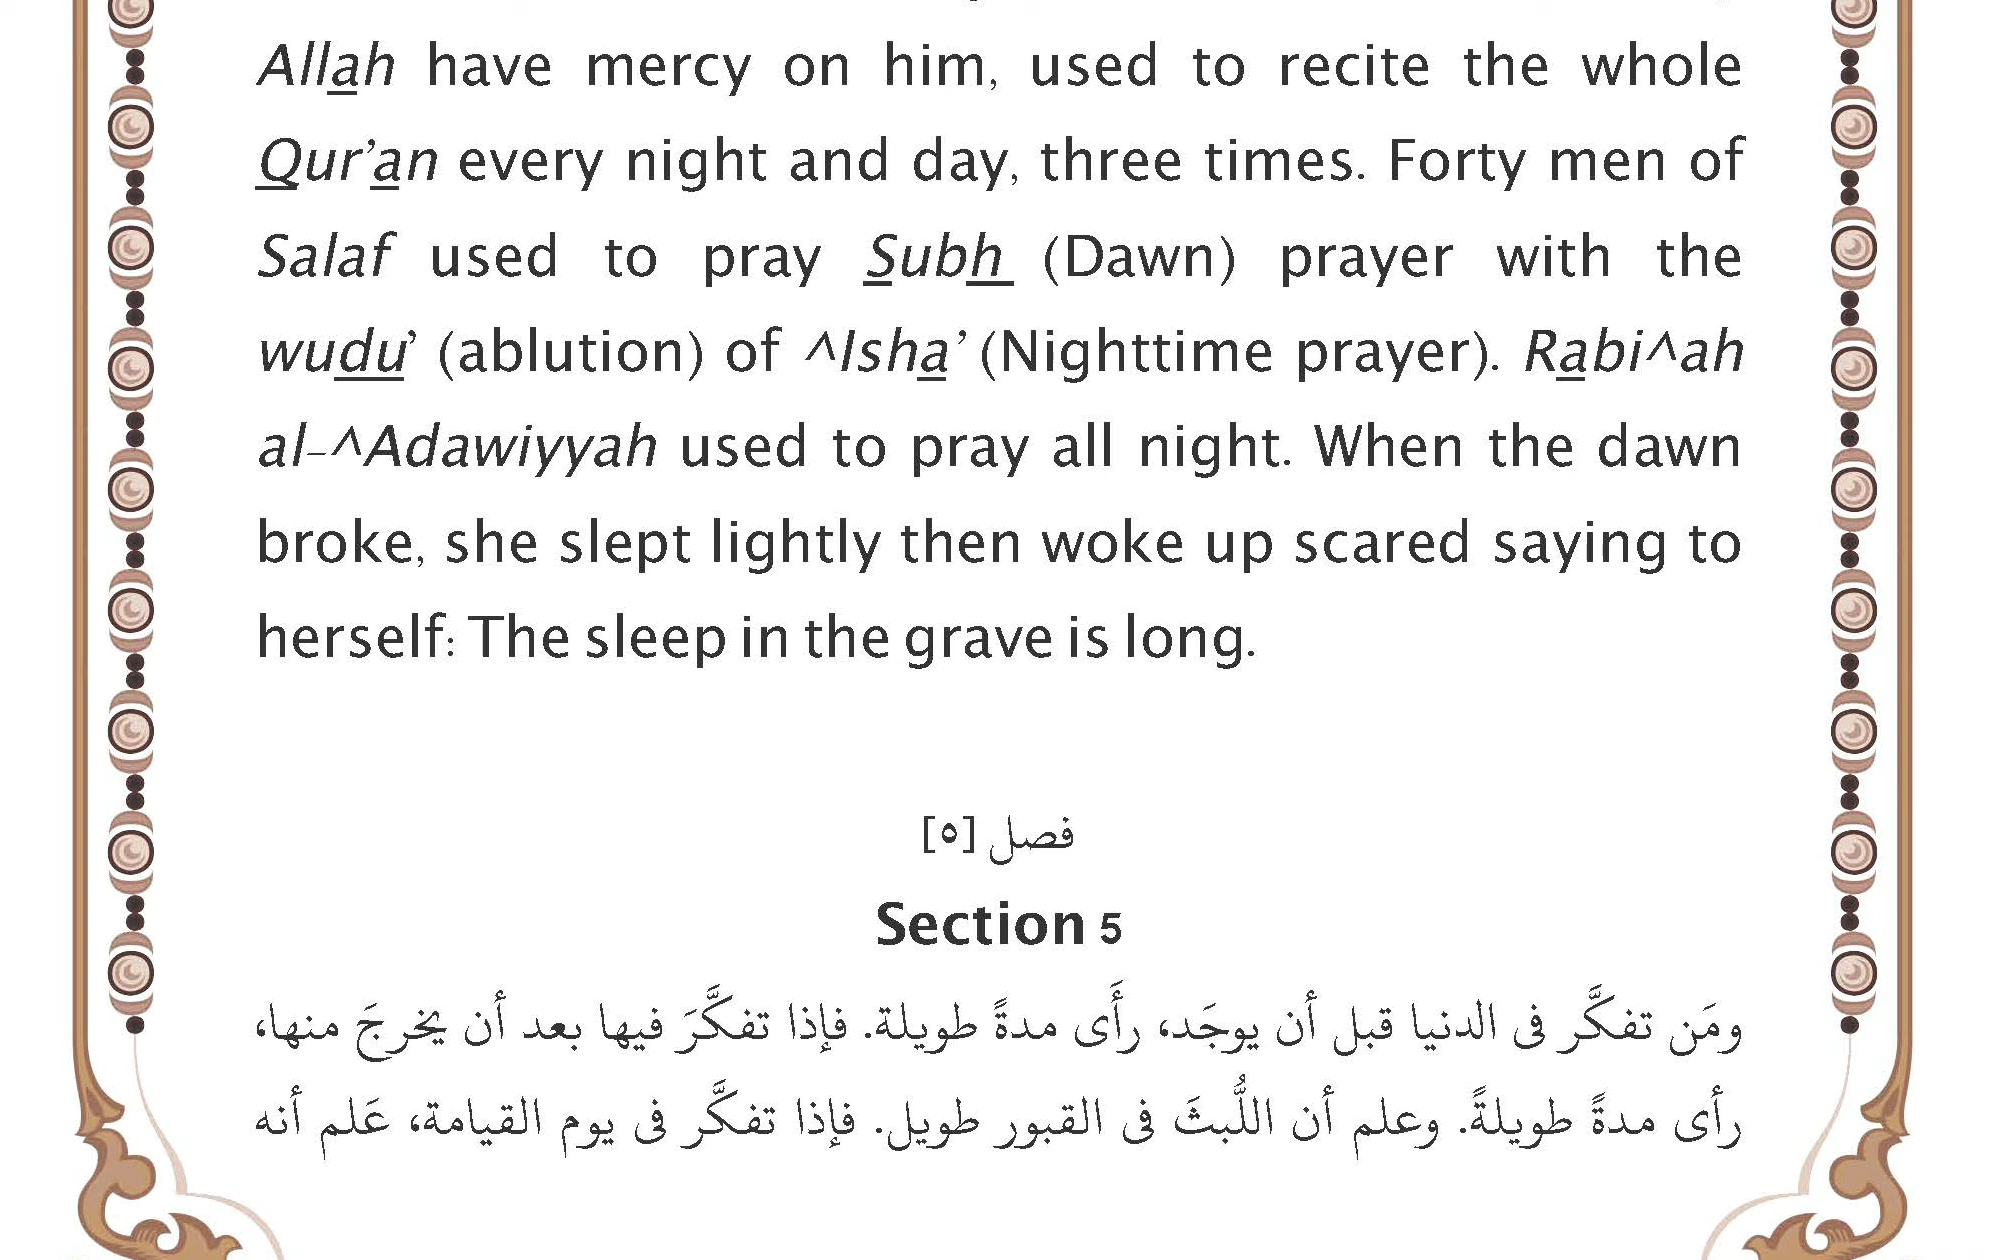 Allah have mercy on him, used to recite the whole
Qur’an every night and day, three times. Forty men of
Salaf used to pray Subh (Dawn) prayer with the
wudu’ (ablution) of ^Isha’ (Nighttime prayer). Rabi^ah
al-^Adawiyyah used to pray all night. When the dawn
broke, she slept lightly then woke up scared saying to
herself: The sleep in the grave is long.
فصل [٥]
Section 5
ومَن تفكَّر فى الدنيا قبل أن يوجَد، رأَى مدةً طويلة. فإذا تفكَّرَ فيها بعد أن يخرجَ منها،
رأى مدةً طويلةً. وعلم أن اللُّبثَ فى القبور طويل. فإذا تفكَّر فى يوم القيامة، عَلم أنه